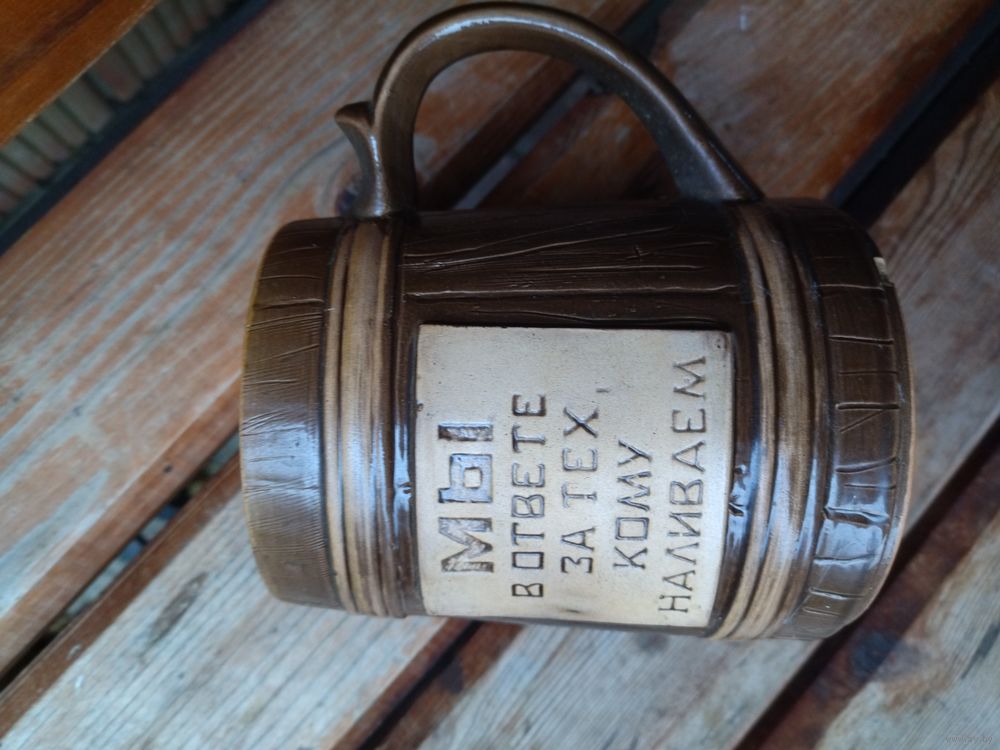 МЫ
В ОТВЕТЕ
ЗА ТЕХ,
КОМУ
НАЛИВАЕМ